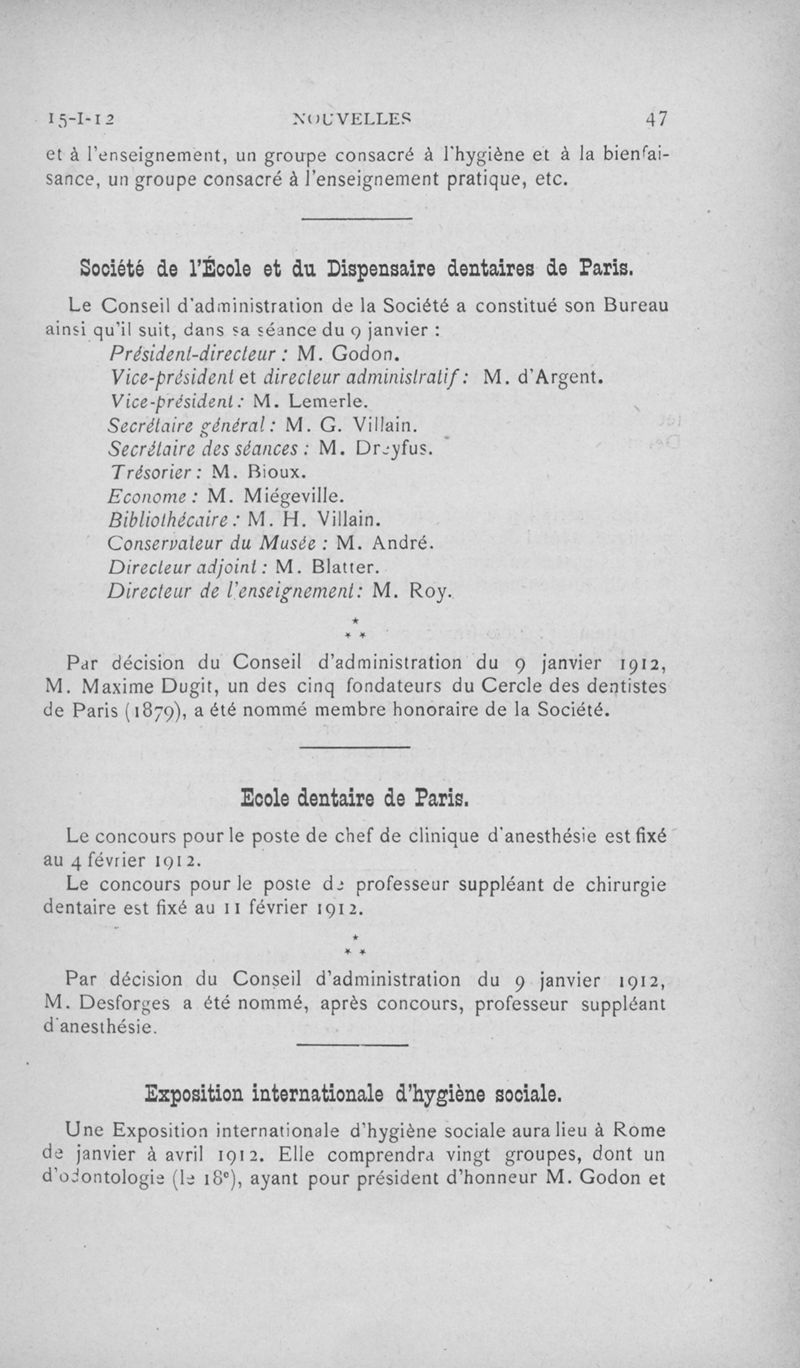 15-I-12 NOUVELLES 47
et à l'enseignement, un groupe consacré à l'hygiène et à la bienfai-
sance, un groupe consacré à l'enseignement pratique, etc.
Société de l'École et du Dispensaire dentaires de Paris.
Le Conseil d'administration de la Société a constitué son Bureau
ainsi qu'il suit, dans sa séance du 9 janvier :
Président-directeur : M. Godon.
Vice-président et directeur administratif : M. d'Argent.
Vice-président : M. Lemerle.
Secrétaire général : M. G. Villain.
Secrétaire des séances : M. Dreyfus.
Trésorier : M. Bioux.
Econome : M. Miégeville.
Bibliothécaire : M. H. Villain.
Conservateur du Musée : M. André.
Directeur adjoint : M. Blatter.
Directeur de l'enseignement : M. Roy.
*
* *
Par décision du Conseil d'administration du 9 janvier 1912,
M. Maxime Dugit, un des cinq fondateurs du Cercle des dentistes
de Paris (1879), a été nommé membre honoraire de la Société.
Ecole dentaire de Paris.
Le concours pour le poste de chef de clinique d'anesthésie est fixé
au 4 février 1912.
Le concours pour le poste de professeur suppléant de chirurgie
dentaire est fixé au 11 février 1912.
*
* *
Par décision du Conseil d'administration du 9 janvier 1912,
M. Desforges a été nommé, après concours, professeur suppléant
d'anesthésie.
Exposition internationale d'hygiène sociale.
Une Exposition internationale d'hygiène sociale aura lieu à Rome
de janvier à avril 1912. Elle comprendra vingt groupes, dont un
d'odontologie (le 18e), ayant pour président d'honneur M. Godon et